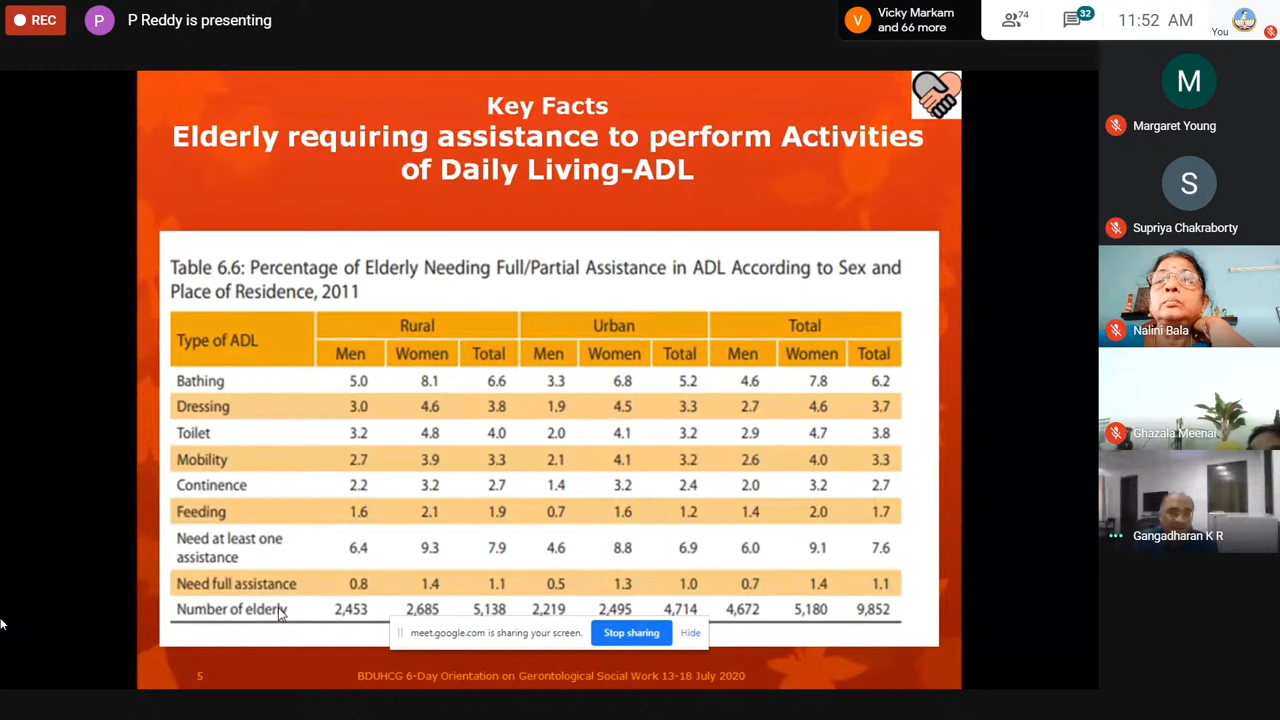 REC
P
P Reddy is presenting
V
Vicky Markam
and 66 more
74
32
11:52 AM
You
Key Facts
Elderly requiring assistance to perform Activities
of Daily Living-ADL
Table 6.6: Percentage of Elderly Needing Full/Partial Assistance in ADL According to Sex and
Place of Residence, 2011
Type of ADL Rural Urban Total
Men Women Total Men Women Total Men Women Total
Bathing 5.0 8.1 6.6 3.3 6.8 5.2 4.6 7.8 6.2
Dressing 3.0 4.6 3.8 1.9 4.5 3.3 2.7 4.6 3.7
Toilet 3.2 4.8 4.0 2.0 4.1 3.2 2.9 4.7 3.8
Mobility 2.7 3.9 3.3 2.1 4.1 3.2 2.6 4.0 3.3
Continence 2.2 3.2 2.7 1.4 3.2 2.4 2.0 3.2 2.7
Feeding 1.6 2.1 1.9 0.7 1.6 1.2 1.4 2.0 1.7
Need at least one
assistance 6.4 9.3 7.9 4.6 8.8 6.9 6.0 9.1 7.6
Need full assistance 0.8 1.4 1.1 0.5 1.3 1.0 0.7 1.4 1.1
Number of elderly 2,453 2,685 5,138 2,219 2,495 4,714 4,672 5,180 9,852
meet.google.com is sharing your screen. Stop sharing Hide
5 BDUHCG 6-Day Orientation on Gerontological Social Work 13-18 July 2020
M
Margaret Young
S
Supriya Chakraborty
Nalini Bala
Ghazala Meenai
Gangadharan K R